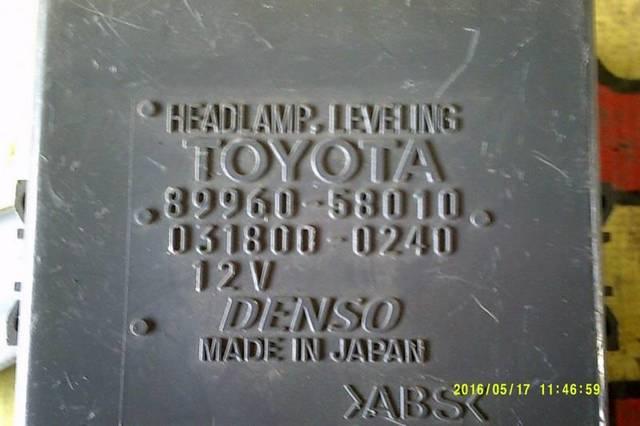 HEADLAMP. LEVELING
TOYOTA
89960-58010
031800-0240
12V
DENSO
MADE IN JAPAN
>ABS<
2016/05/17 11:46:59